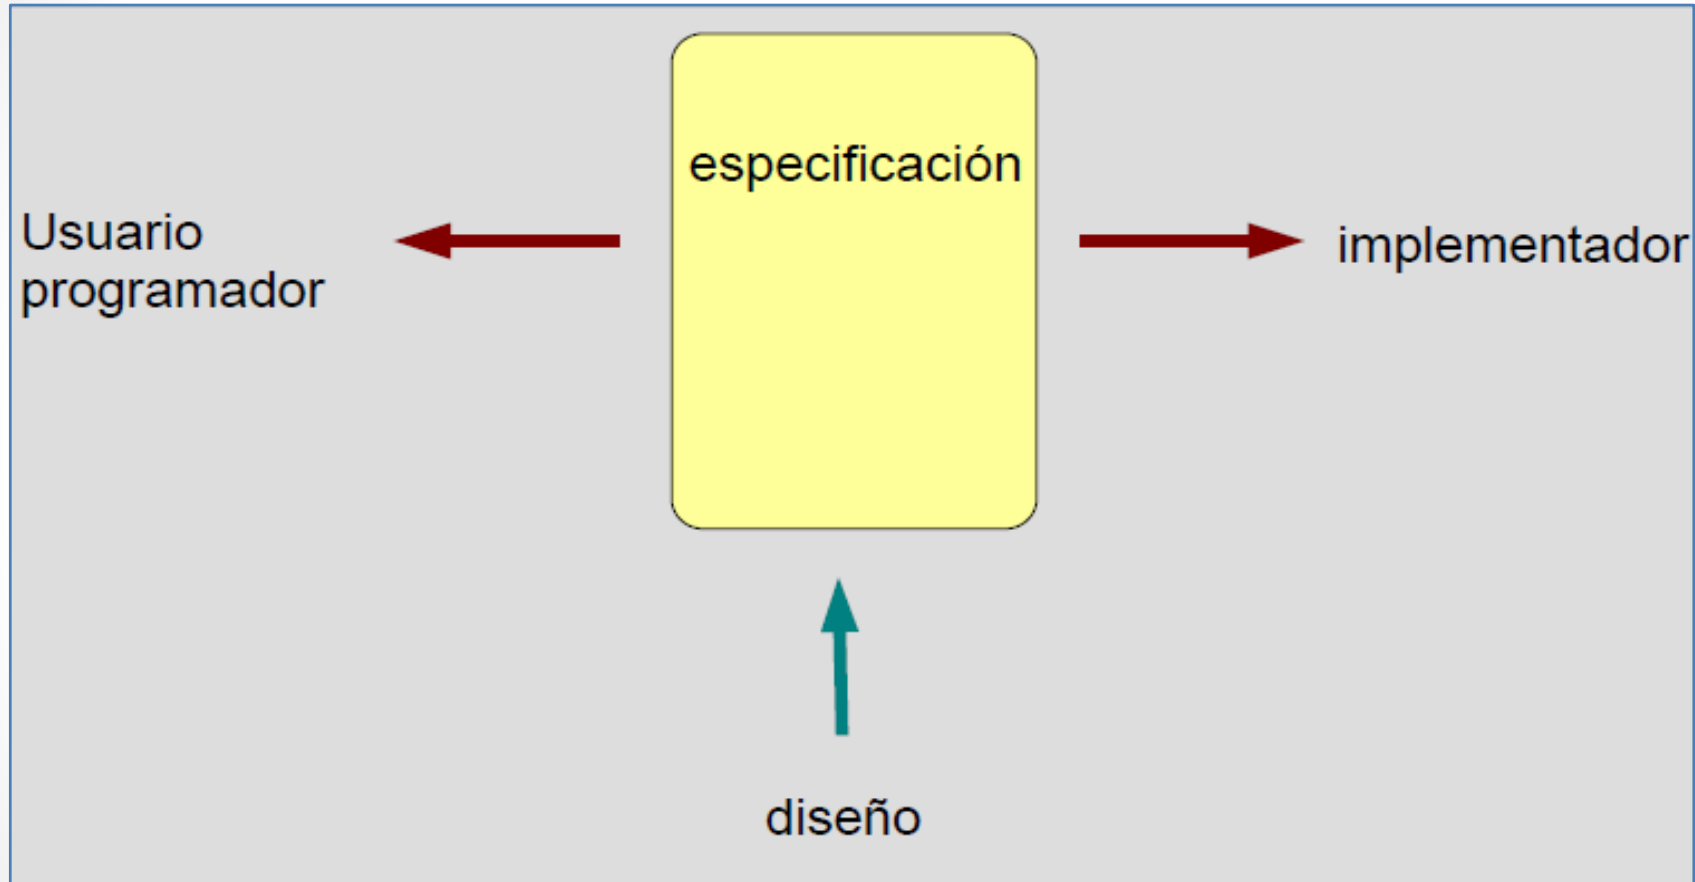 especificación
Usuario
programador
implementador
diseño